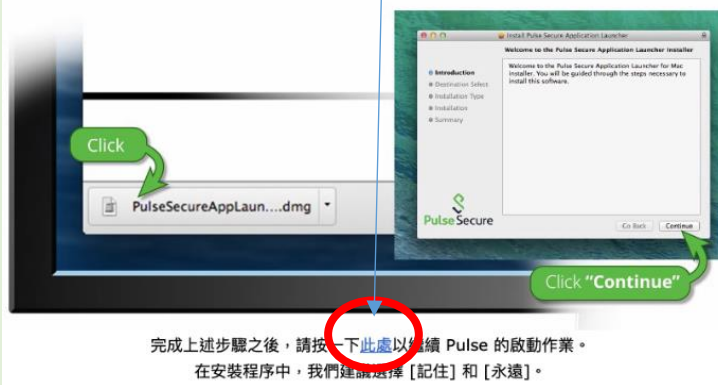 Install Pulse Secure Application Launcher
Welcome to the Pulse Secure Application Launcher Installer
Introduction
Destination Select
Installation Type
Installation
Summary
Welcome to the Pulse Secure Application Launcher for Mac
installer. You will be guided through the steps necessary to
install this software.
Click
PulseSecureAppLaun....dmg
Pulse Secure
Go Back
Continue
Click "Continue"
完成上述步驟之後，請按一下此處以繼續 Pulse 的啟動作業。
在安裝程序中，我們建議選擇 [記住] 和 [永遠]。